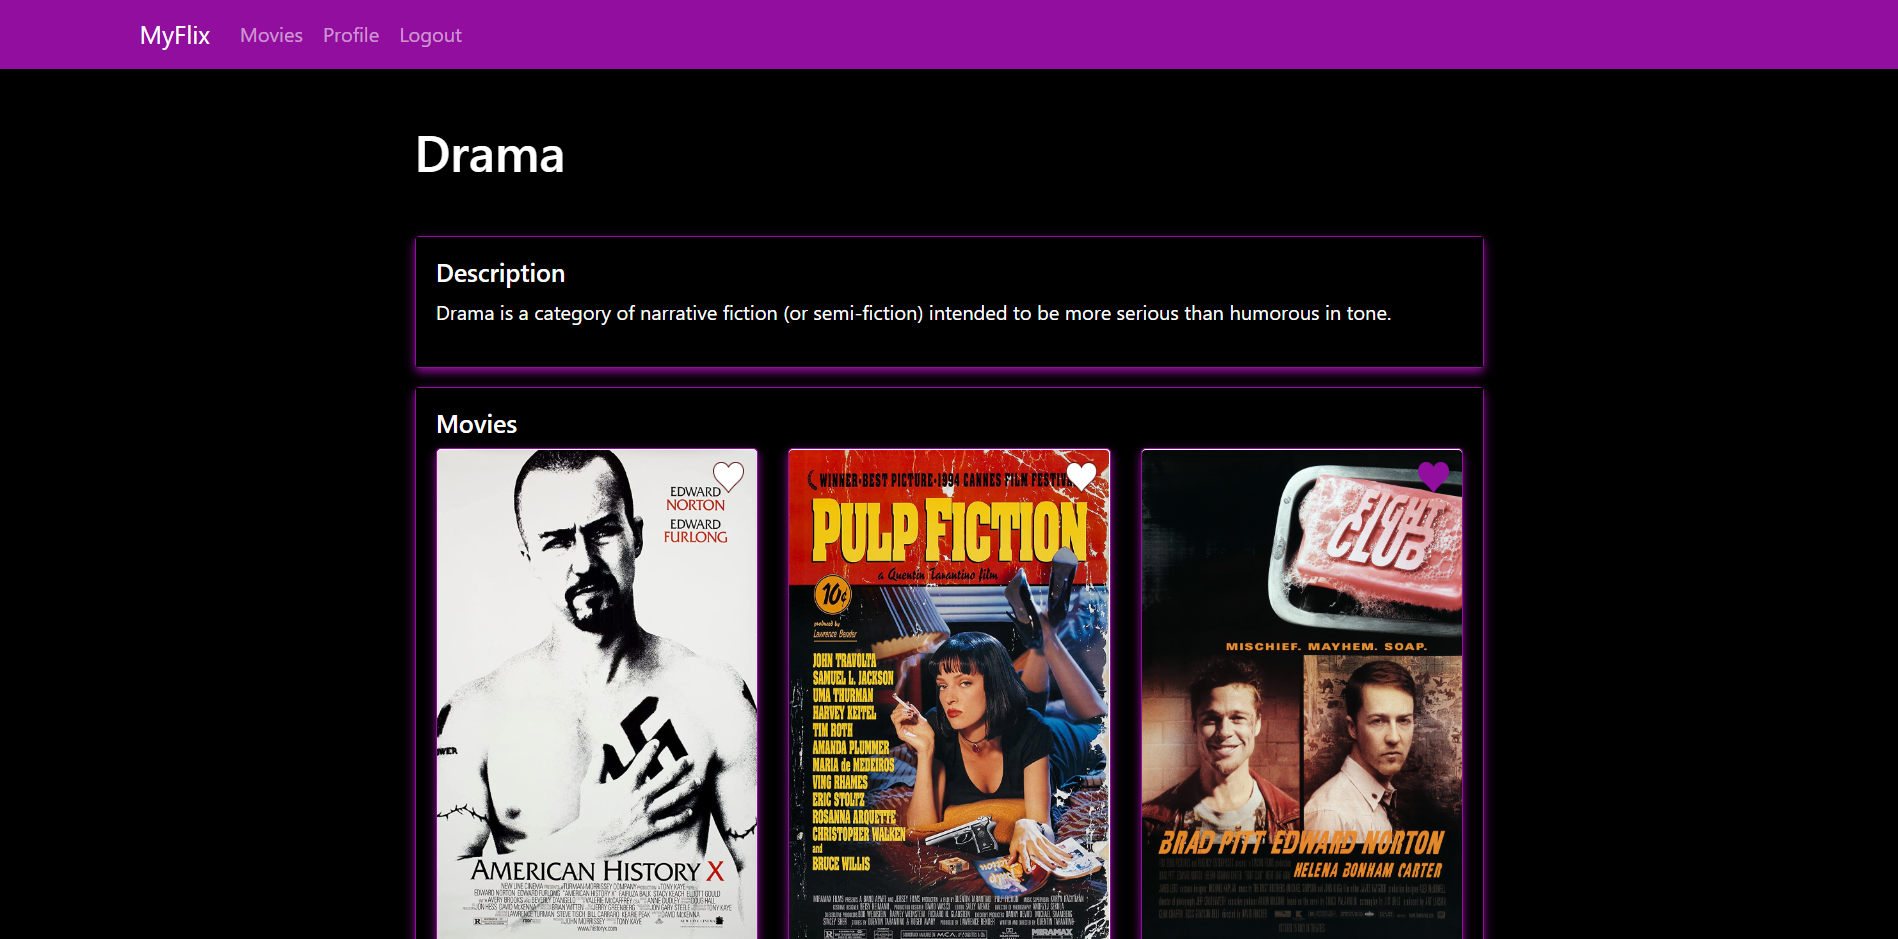 MyFlix Movies Profile Logout
Drama
Description
Drama is a category of narrative fiction (or semi-fiction) intended to be more serious than humorous in tone.
Movies
EDWARD
NORTON
EDWARD
FURLONG
AMERICAN HISTORY X
www.historyx.com
WINNER·BEST PICTURE·1994 CANNES FILM
PULP FICTION
a Quentin Tarantino film
10¢
produced by
Lawrence Bender
JOHN TRAVOLTA
SAMUEL L. JACKSON
UMA THURMAN
HARVEY KEITEL
TIM ROTH
AMANDA PLUMMER
MARIA de MEDEIROS
VING RHAMES
ERIC STOLTZ
ROSANNA ARQUETTE
CHRISTOPHER WALKEN
and
BRUCE WILLIS
MIRAMAX
FIGHT
CLUB
MISCHIEF. MAYHEM. SOAP.
BRAD PITT EDWARD NORTON
HELENA BONHAM CARTER